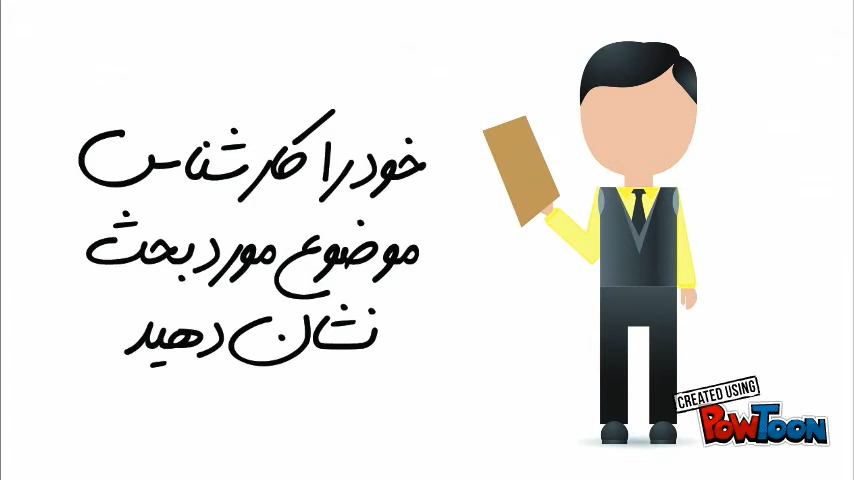 خود را کارشناس
موضوع مورد بحث
نشان دهید
CREATED USING
POWTOON